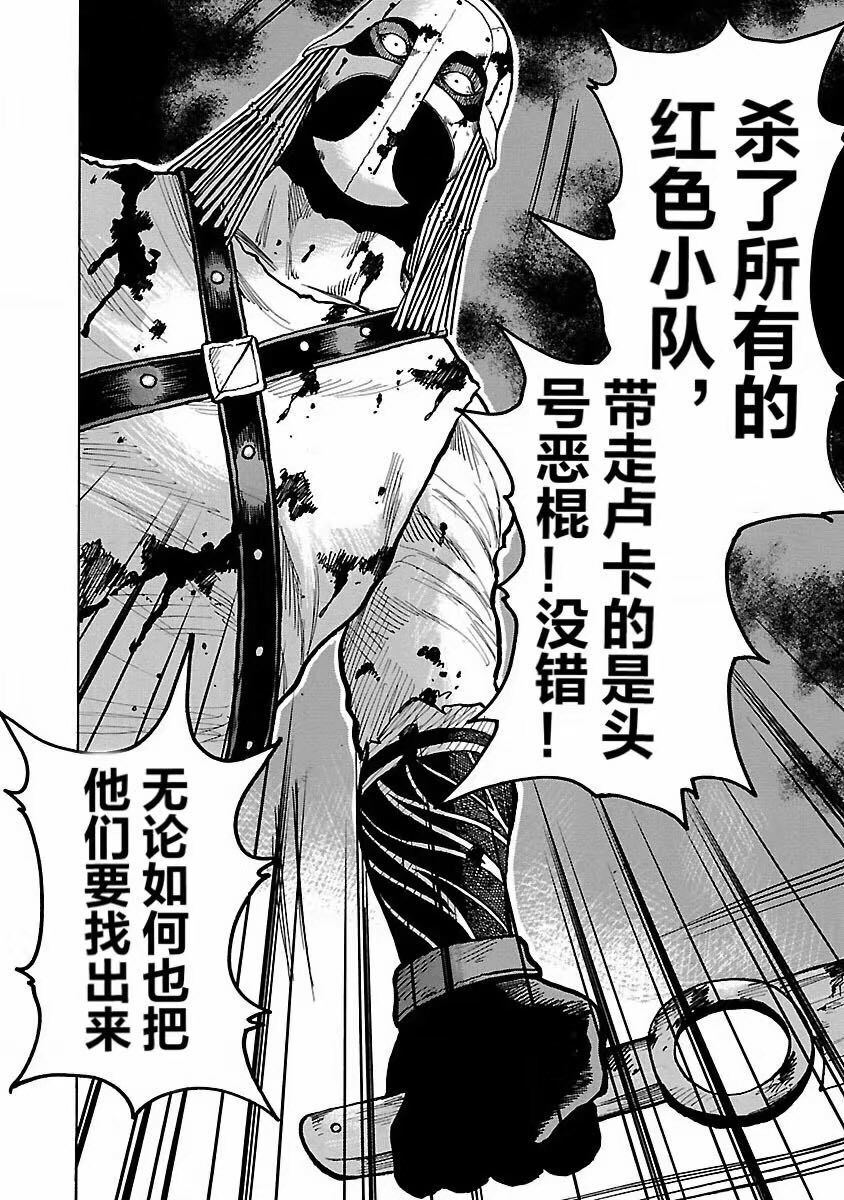 杀了所有的
红色小队，
带走卢卡的是头
号恶棍！没错！
无论如何也把
他们要找出来